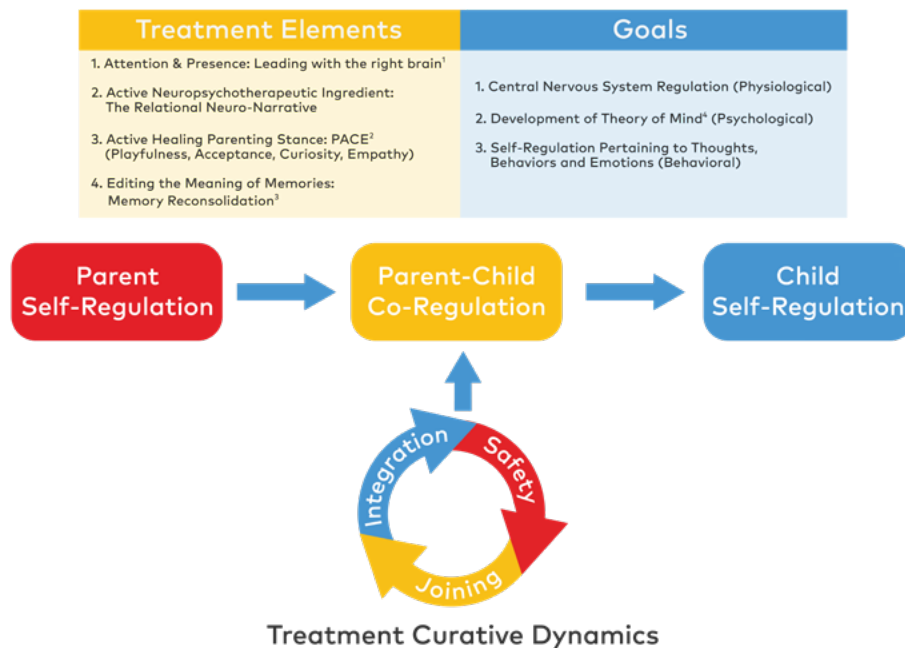 Treatment Elements
1. Attention & Presence: Leading with the right brain¹
2. Active Neuropsychotherapeutic Ingredient:
The Relational Neuro-Narrative
3. Active Healing Parenting Stance: PACE²
(Playfulness, Acceptance, Curiosity, Empathy)
4. Editing the Meaning of Memories:
Memory Reconsolidation³
Goals
1. Central Nervous System Regulation (Physiological)
2. Development of Theory of Mind⁴ (Psychological)
3. Self-Regulation Pertaining to Thoughts,
Behaviors and Emotions (Behavioral)
Parent
Self-Regulation
Parent-Child
Co-Regulation
Child
Self-Regulation
Integration
Safety
Joining
Treatment Curative Dynamics